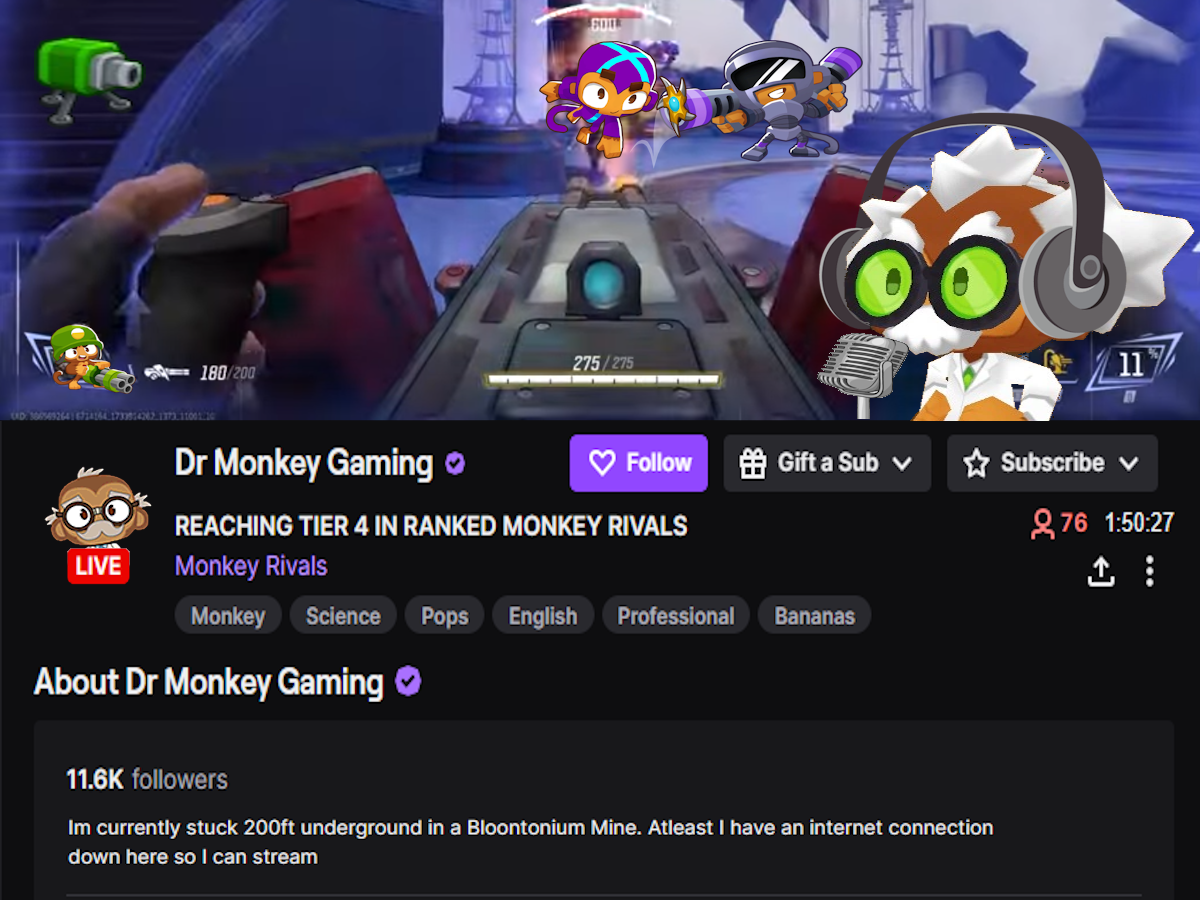 600
180/200
275/275
11%
Dr Monkey Gaming
Follow
Gift a Sub
Subscribe
LIVE
REACHING TIER 4 IN RANKED MONKEY RIVALS
76 1:50:27
Monkey Rivals
Monkey
Science
Pops
English
Professional
Bananas
About Dr Monkey Gaming
11.6K followers
Im currently stuck 200ft underground in a Bloontonium Mine. Atleast I have an internet connection
down here so I can stream